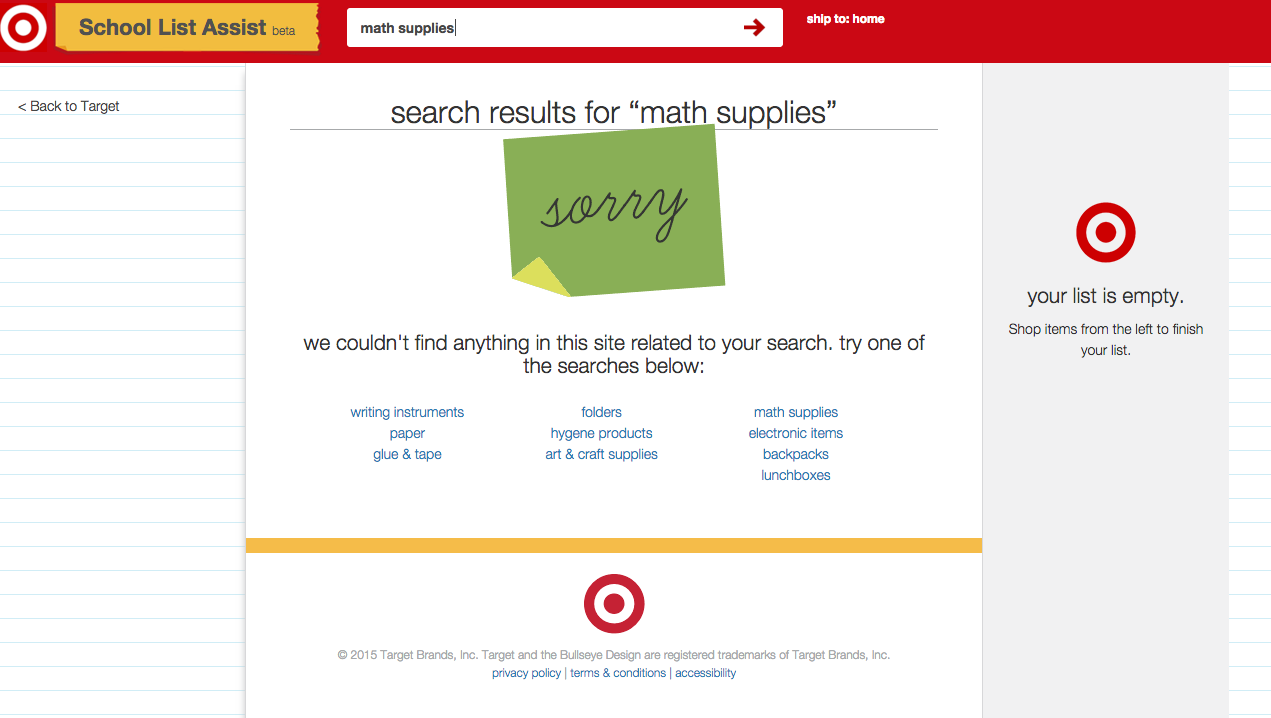 School List Assist beta
math supplies
ship to: home
< Back to Target
search results for “math supplies”
sorry
we couldn't find anything in this site related to your search. try one of
the searches below:
writing instruments
paper
glue & tape
folders
hygene products
art & craft supplies
math supplies
electronic items
backpacks
lunchboxes
your list is empty.
Shop items from the left to finish
your list.
© 2015 Target Brands, Inc. Target and the Bullseye Design are registered trademarks of Target Brands, Inc.
privacy policy | terms & conditions | accessibility